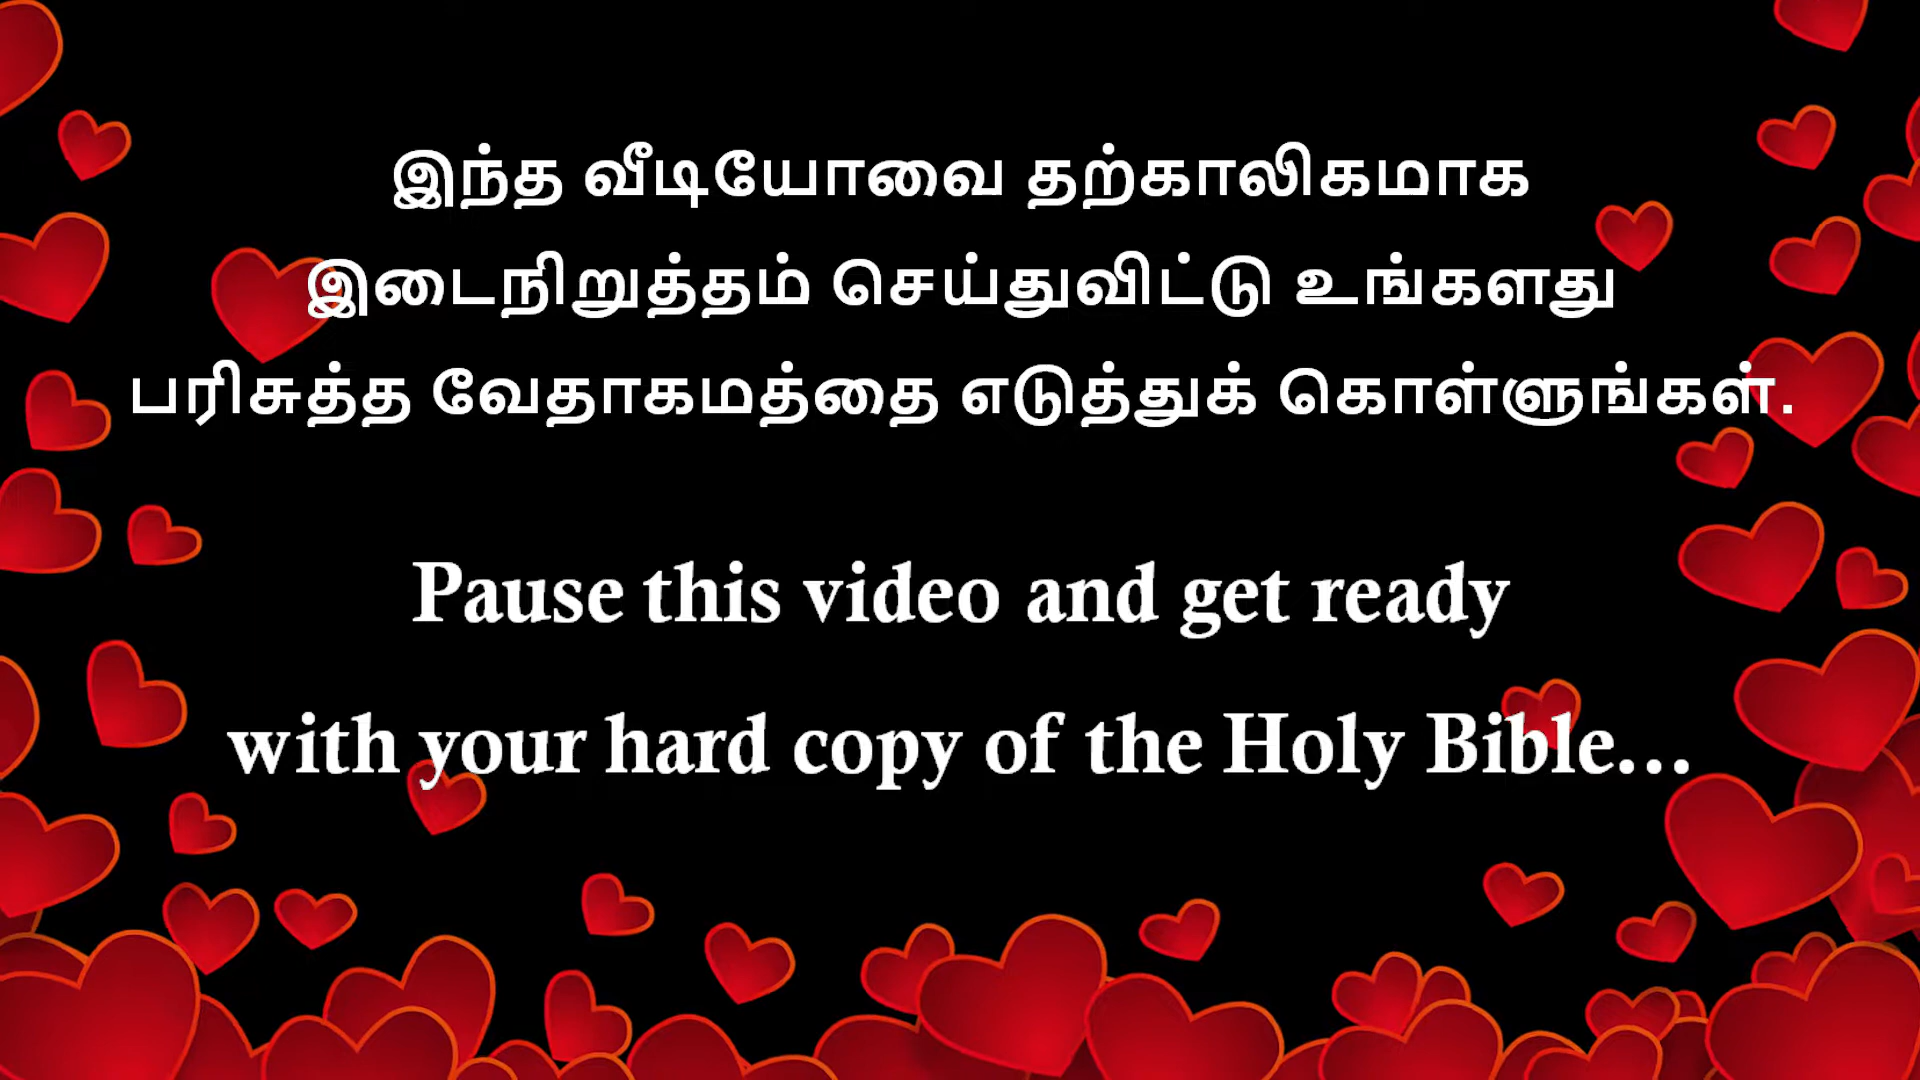 இந்த வீடியோவை தற்காலிகமாக
இடைநிறுத்தம் செய்துவிட்டு உங்களது
பரிசுத்த வேதாகமத்தை எடுத்துக் கொள்ளுங்கள்.
Pause this video and get ready
with your hard copy of the Holy Bible...